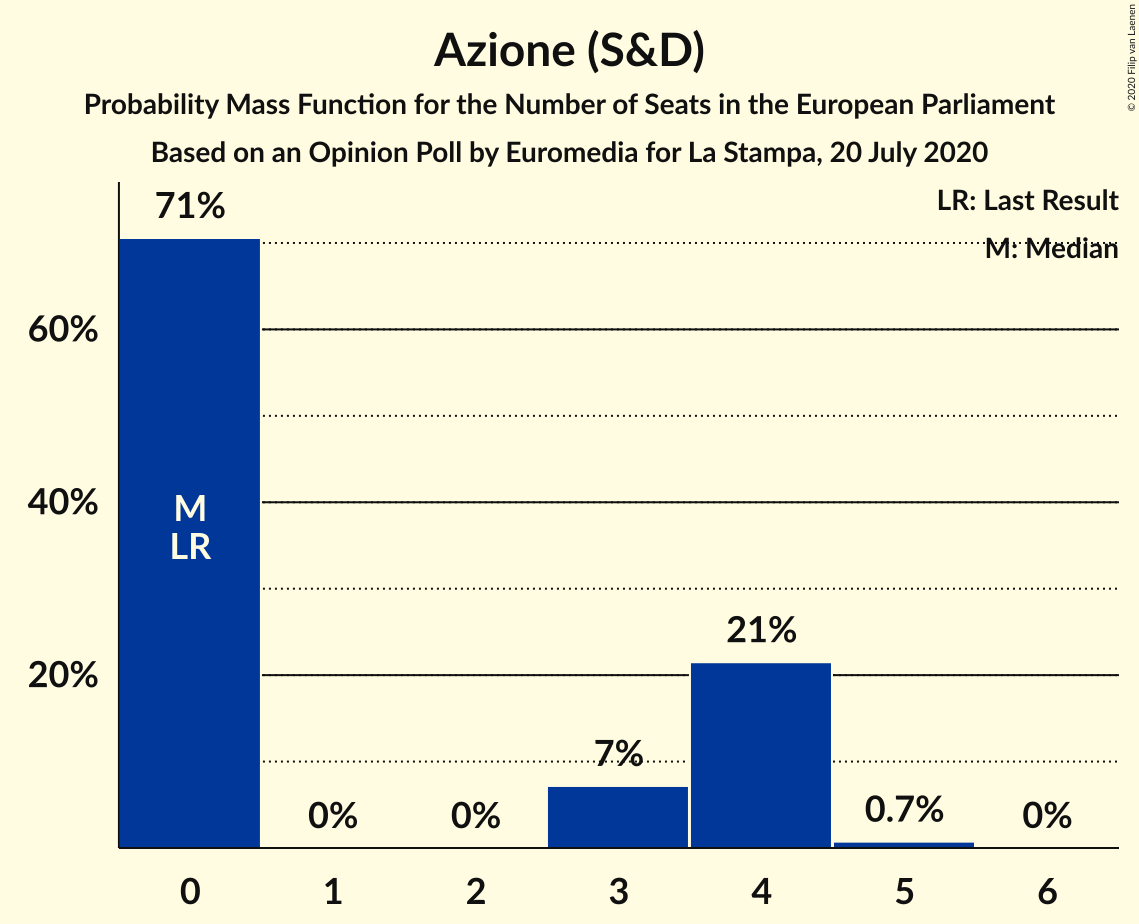 Azione (S&D)
Probability Mass Function for the Number of Seats in the European Parliament
Based on an Opinion Poll by Euromedia for La Stampa, 20 July 2020
© 2020 Filip van Laenen
LR: Last Result
M: Median
71%
60%
40%
20%
M
LR
0%
0%
7%
21%
0.7%
0%
0
1
2
3
4
5
6